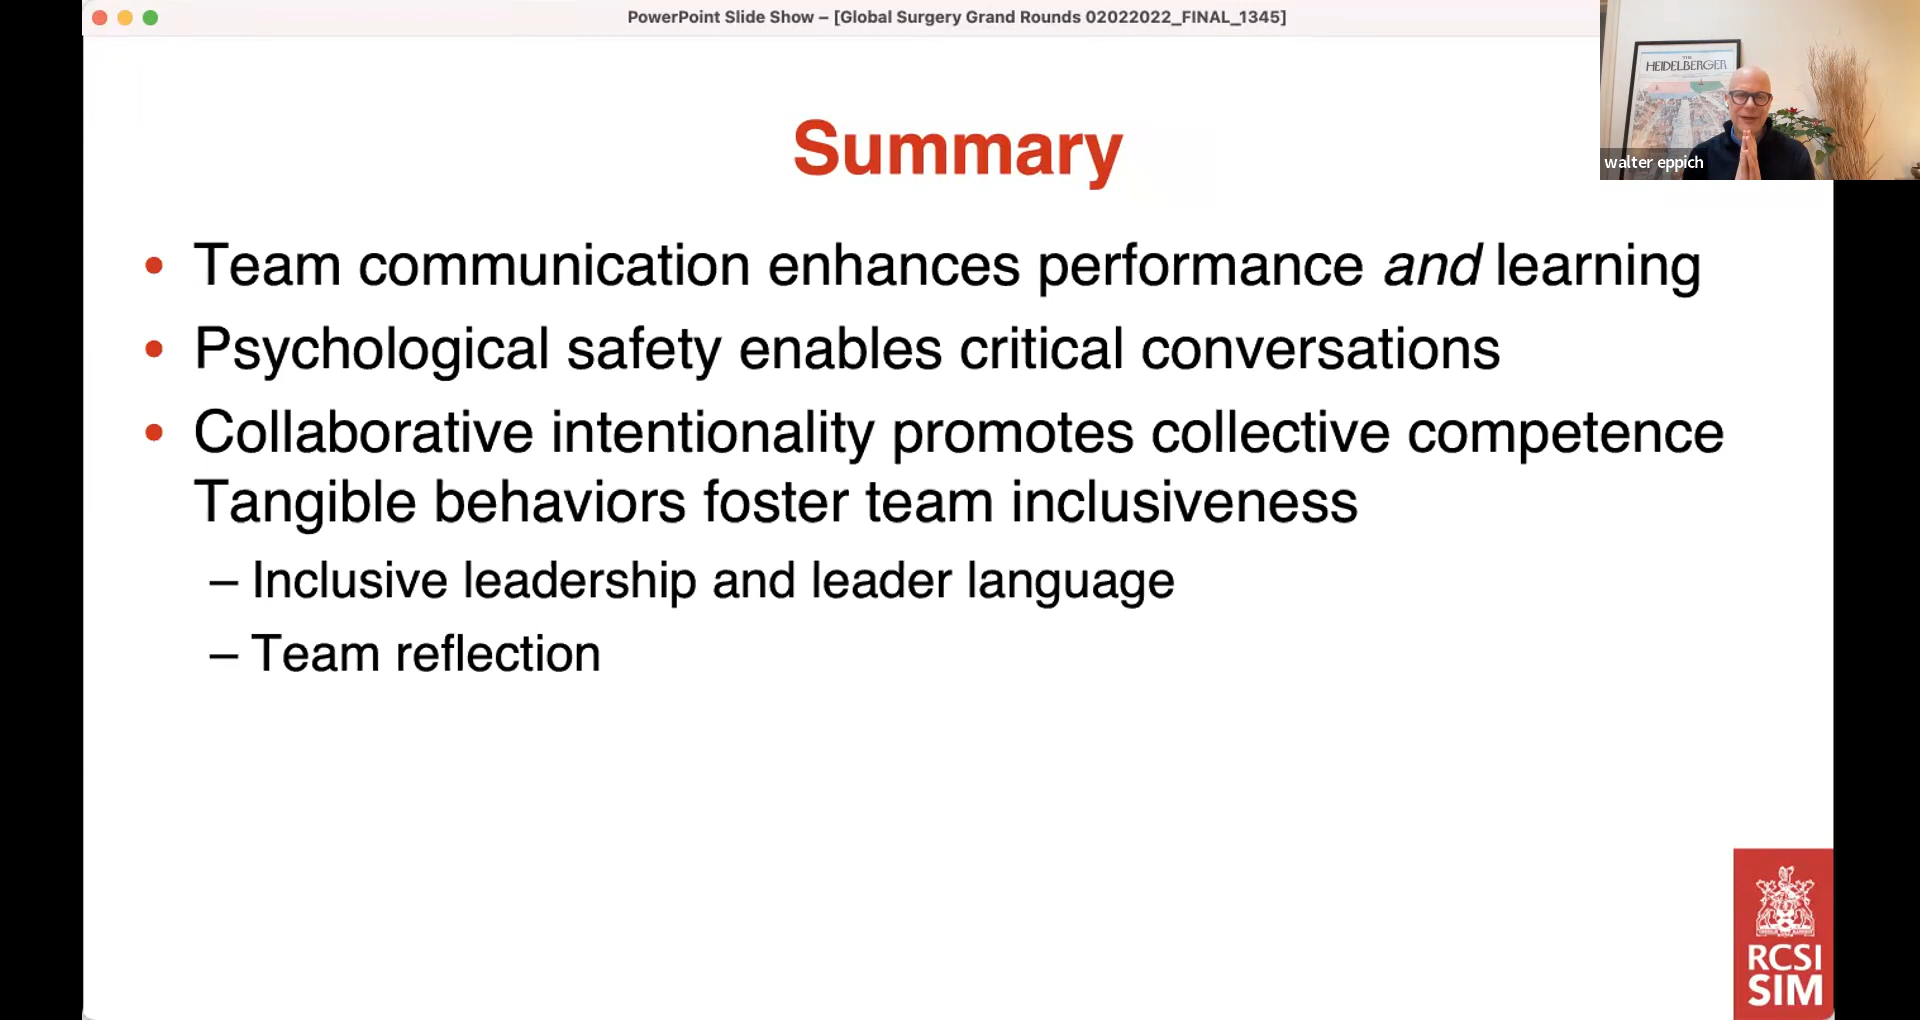 PowerPoint Slide Show – [Global Surgery Grand Rounds 02022022_FINAL_1345]
THE
HEIDELBERGER
walter eppich
Summary
• Team communication enhances performance and learning
• Psychological safety enables critical conversations
• Collaborative intentionality promotes collective competence
Tangible behaviors foster team inclusiveness
– Inclusive leadership and leader language
– Team reflection
RCSI
SIM